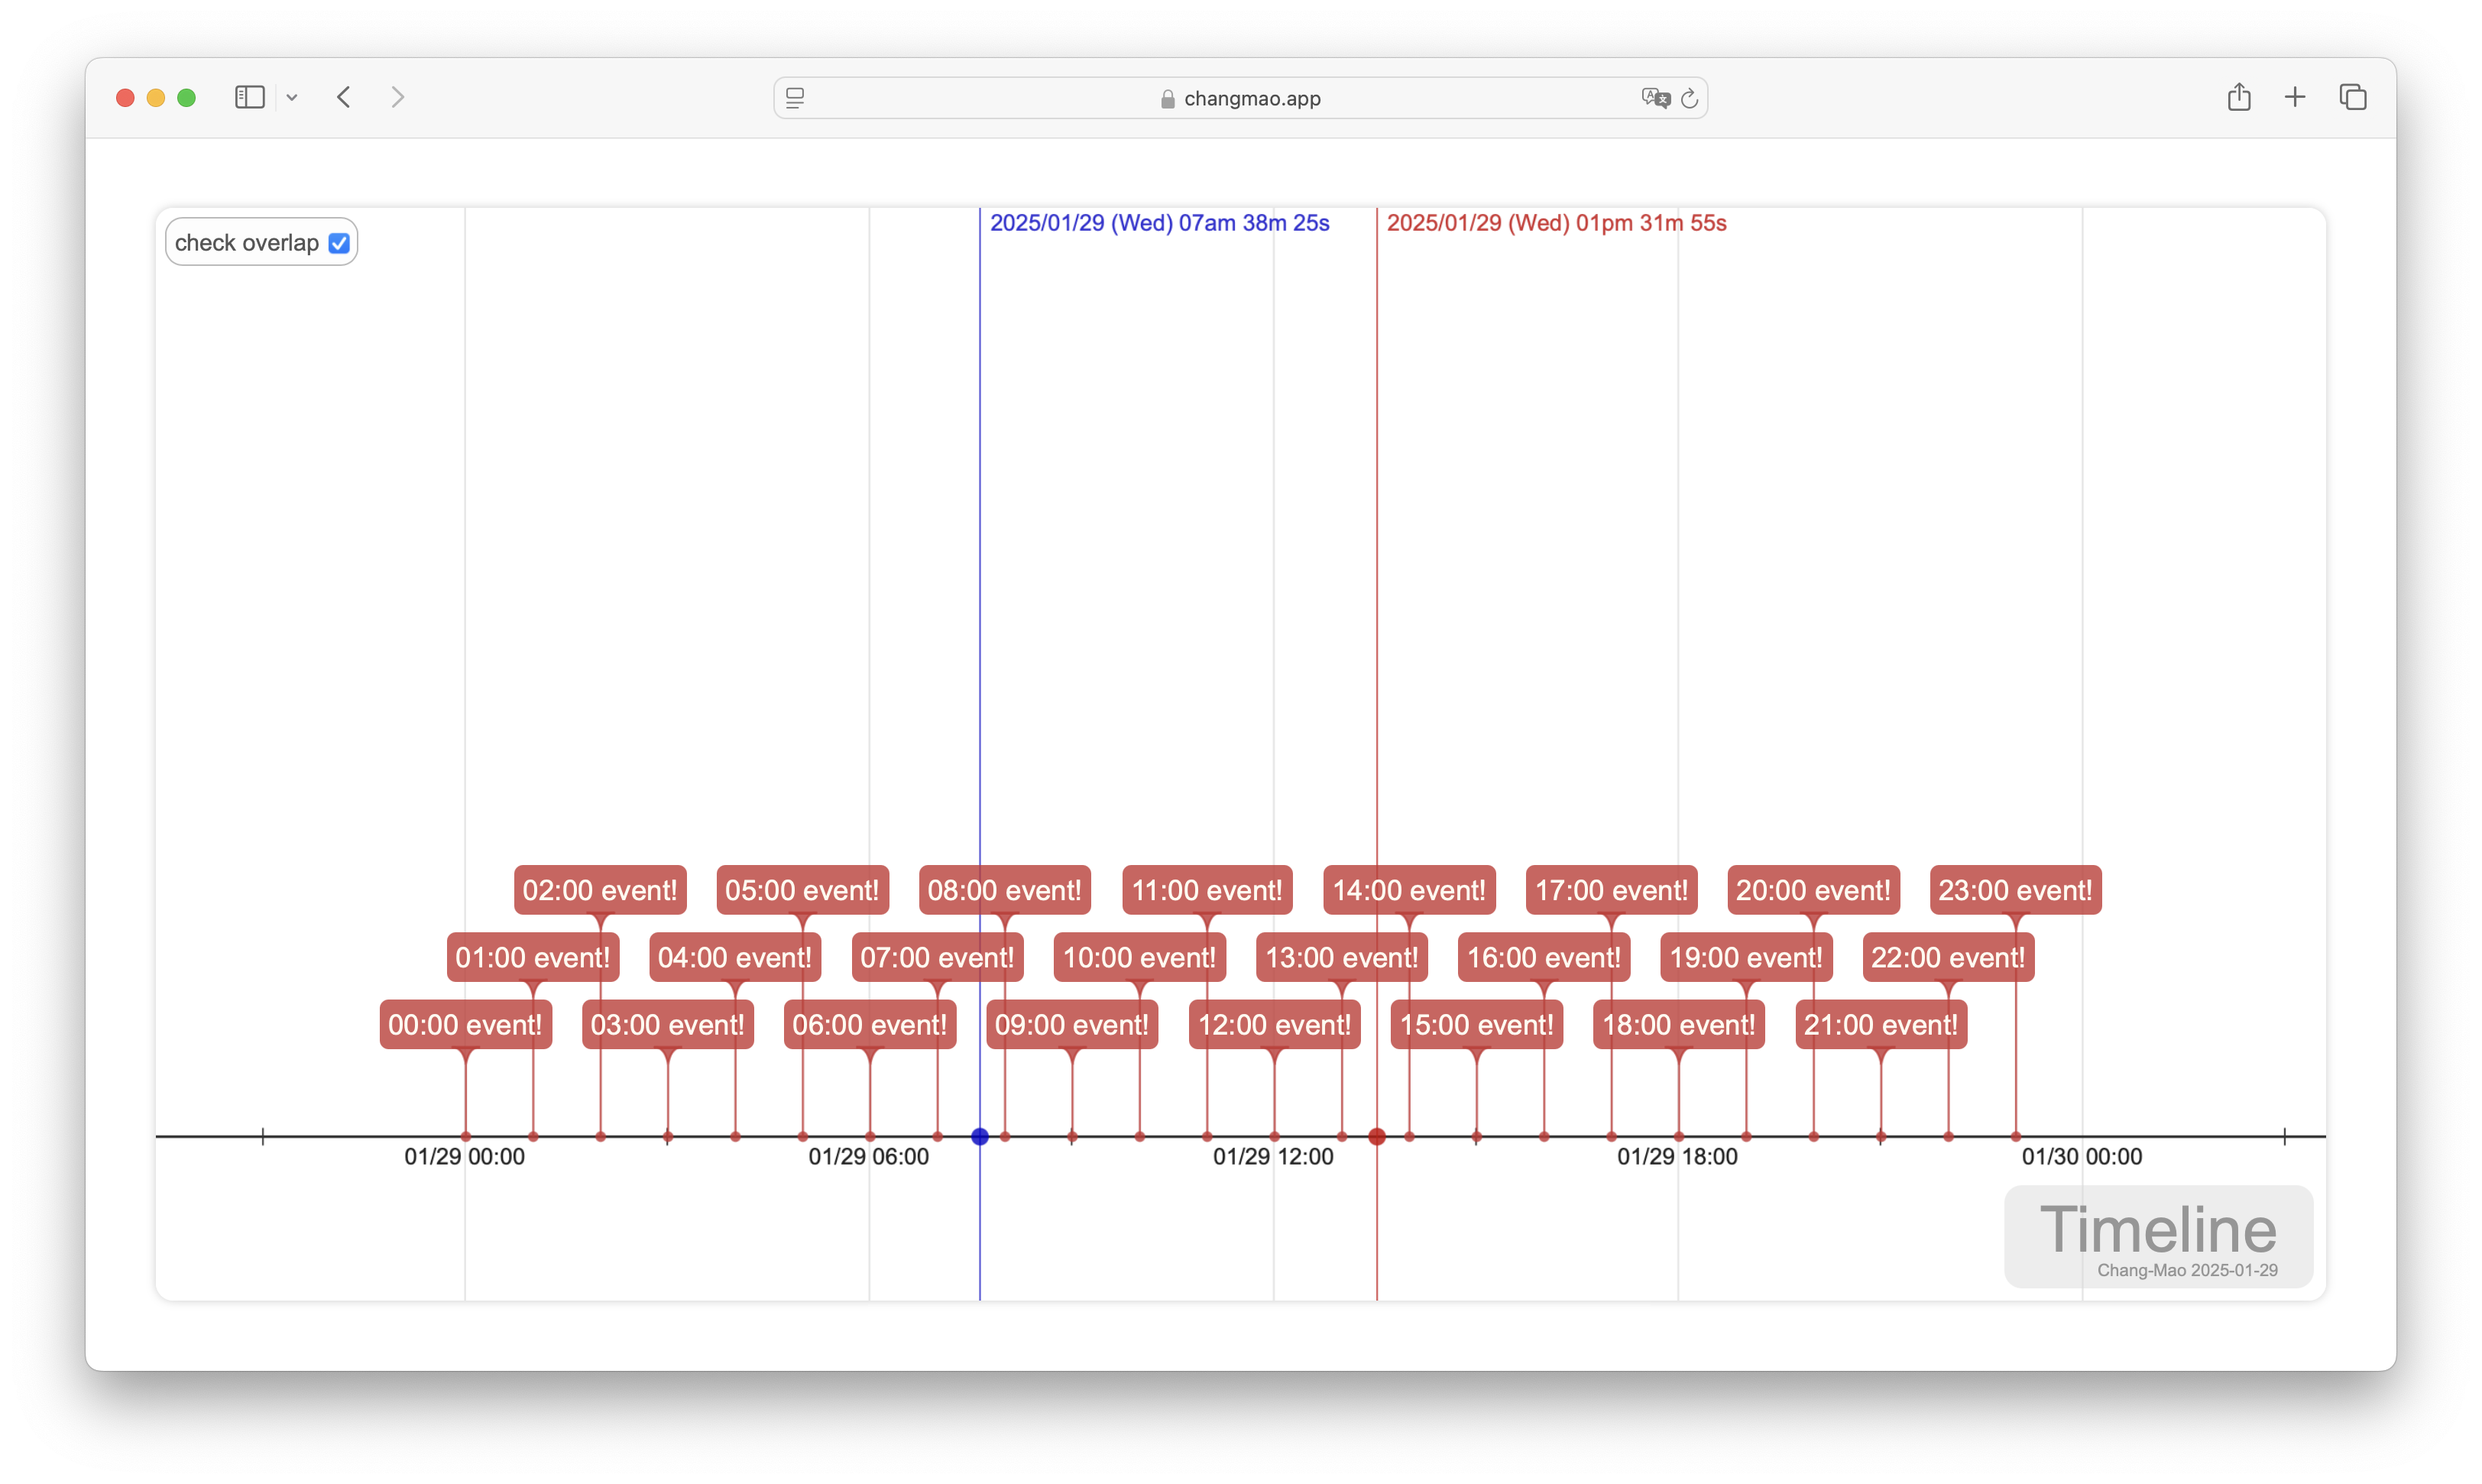 changmao.app
check overlap
2025/01/29 (Wed) 07am 38m 25s
2025/01/29 (Wed) 01pm 31m 55s
02:00 event!
05:00 event!
08:00 event!
11:00 event!
14:00 event!
17:00 event!
20:00 event!
23:00 event!
01:00 event!
04:00 event!
07:00 event!
10:00 event!
13:00 event!
16:00 event!
19:00 event!
22:00 event!
00:00 event!
03:00 event!
06:00 event!
09:00 event!
12:00 event!
15:00 event!
18:00 event!
21:00 event!
01/29 00:00
01/29 06:00
01/29 12:00
01/29 18:00
01/30 00:00
Timeline
Chang-Mao 2025-01-29